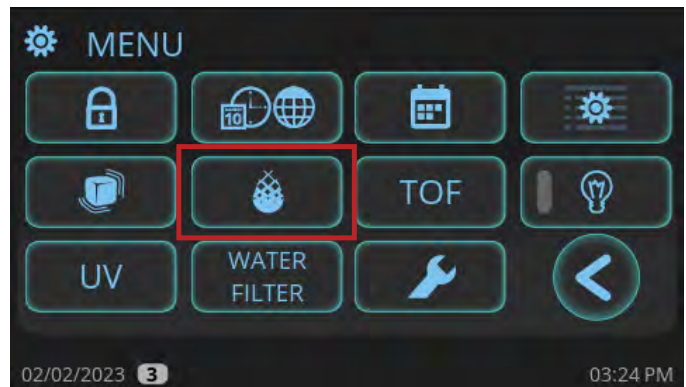 MENU
10
TOF
UV
WATER
FILTER
02/02/2023 3
03:24 PM